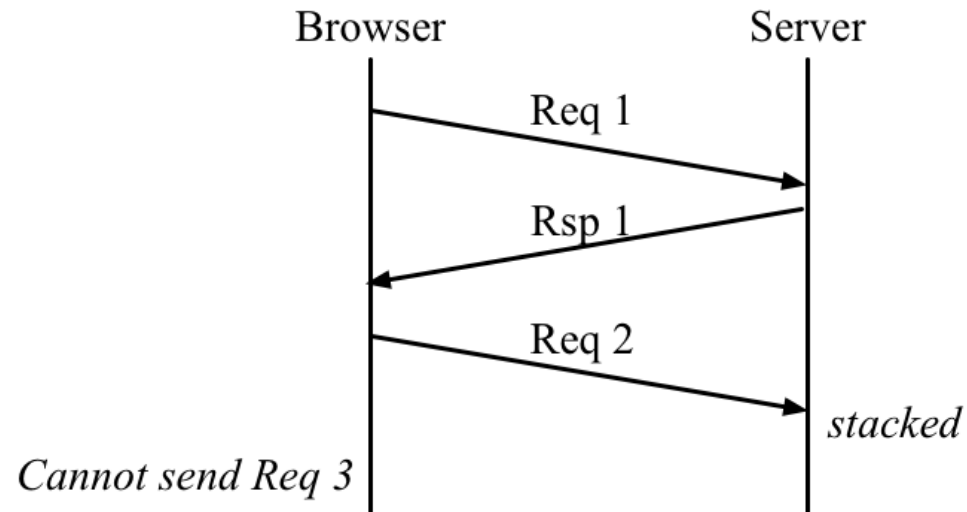 Browser
Server
Req 1
Rsp 1
Req 2
stacked
Cannot send Req 3